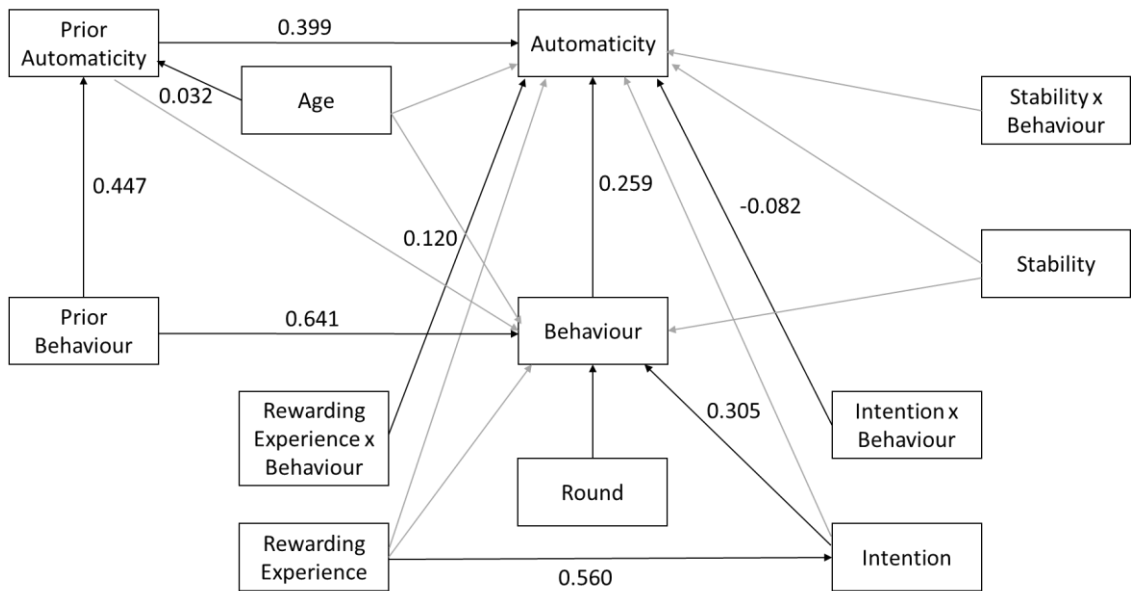 Prior
Automaticity
0.399
Automaticity
0.032
Age
Stability x
Behaviour
0.447
0.259
-0.082
0.120
Stability
Prior
Behaviour
0.641
Behaviour
Rewarding
Experience x
Behaviour
0.305
Intention x
Behaviour
Round
Rewarding
Experience
0.560
Intention